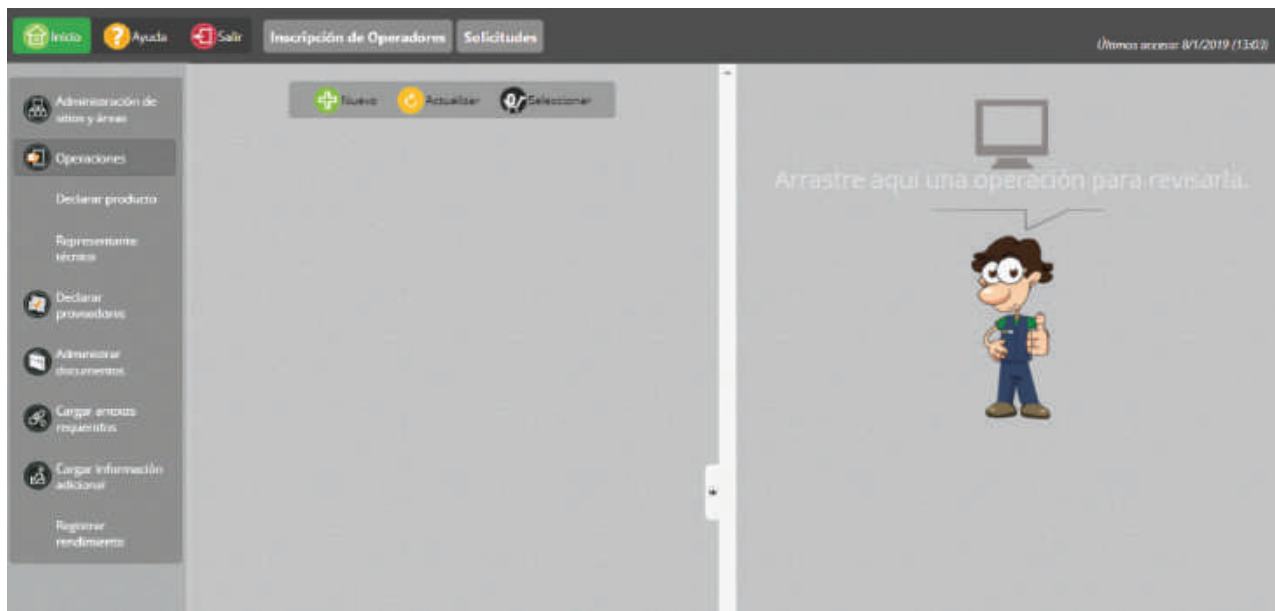 Inicio
Ayuda
Salir
Inscripción de Operadores
Solicitudes
Último acceso: 8/1/2019 (13:03)
Administración de
sitios y áreas
Operaciones
Declarar producto
Representante
técnico
Declarar
proveedores
Administrar
documentos
Cargar anexos
requeridos
Cargar información
adicional
Registrar
rendimiento
Nuevo
Actualizar
Seleccionar
Arrastre aquí una operación para revisarla.